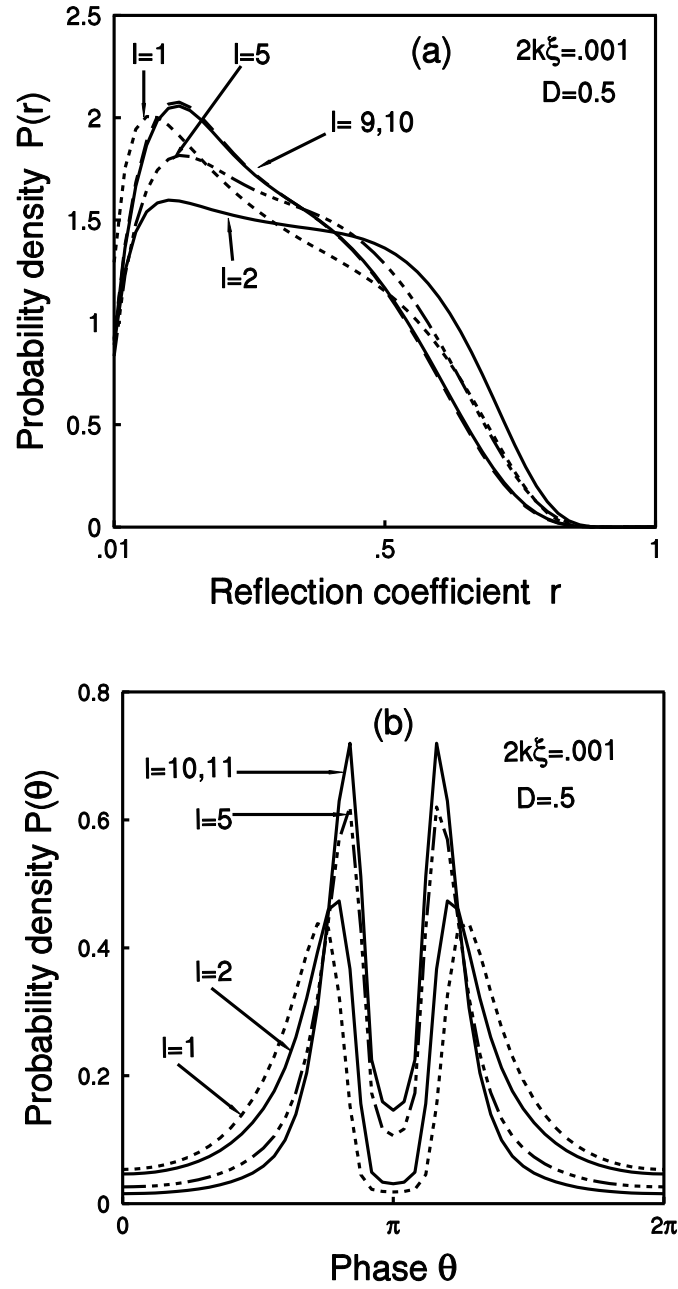 2.5
l=1
l=5
(a)
2kξ=.001
D=0.5
2
l= 9,10
1.5
l=2
1
0.5
0
.01
.5
1
Probability density P(r)
Reflection coefficient r
0.8
(b)
2kξ=.001
l=10,11
D=.5
l=5
0.6
0.4
l=2
l=1
0.2
0
0
π
2π
Probability density P(θ)
Phase θ